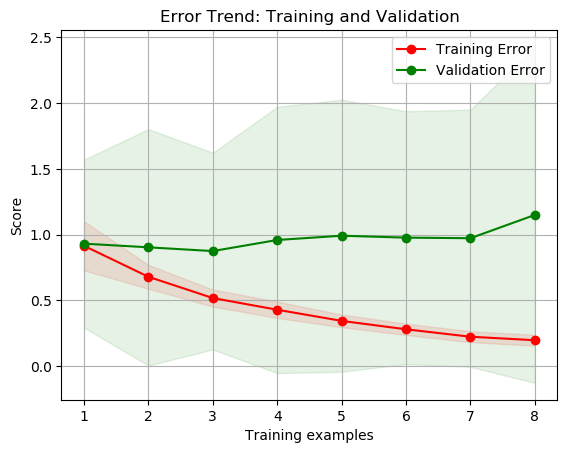 Error Trend: Training and Validation
2.5
2.0
1.5
1.0
0.5
0.0
Score
Training Error
Validation Error
1 2 3 4 5 6 7 8
Training examples